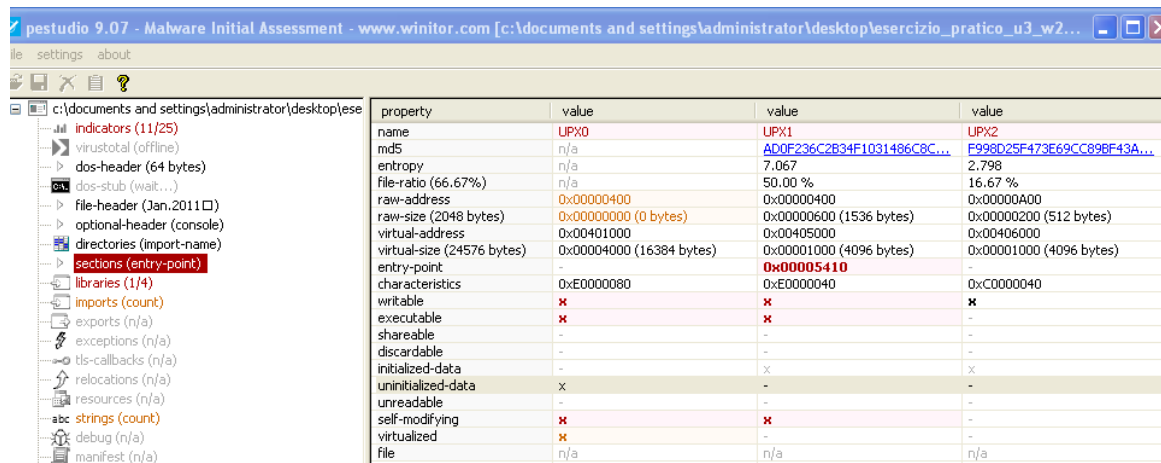 pestudio 9.07 - Malware Initial Assessment - www.winitor.com [c:\documents and settings\administrator\desktop\esercizio_pratico_u3_w2...
settings about
c:\documents and settings\administrator\desktop\ese
indicators (11/25)
virustotal (offline)
dos-header (64 bytes)
dos-stub (wait...)
file-header (Jan.2011□)
optional-header (console)
directories (import-name)
sections (entry-point)
libraries (1/4)
imports (count)
exports (n/a)
exceptions (n/a)
tls-callbacks (n/a)
relocations (n/a)
resources (n/a)
abc strings (count)
debug (n/a)
manifest (n/a)
property value value value
name UPX0 UPX1 UPX2
md5 n/a AD0F236C2B34F1031486C8C... F998D25F473E69CC89BF43A...
entropy n/a 7.067 2.798
file-ratio (66.67%) n/a 50.00 % 16.67 %
raw-address 0x00000400 0x00000400 0x00000A00
raw-size (2048 bytes) 0x00000000 (0 bytes) 0x00000600 (1536 bytes) 0x00000200 (512 bytes)
virtual-address 0x00401000 0x00405000 0x00406000
virtual-size (24576 bytes) 0x00004000 (16384 bytes) 0x00001000 (4096 bytes) 0x00001000 (4096 bytes)
entry-point - 0x00005410 -
characteristics 0xE0000080 0xE0000040 0xC0000040
writable x x x
executable x x -
shareable - - -
discardable - - -
initialized-data - x x
uninitialized-data x - -
unreadable - - -
self-modifying x x -
virtualized x - -
file n/a n/a n/a